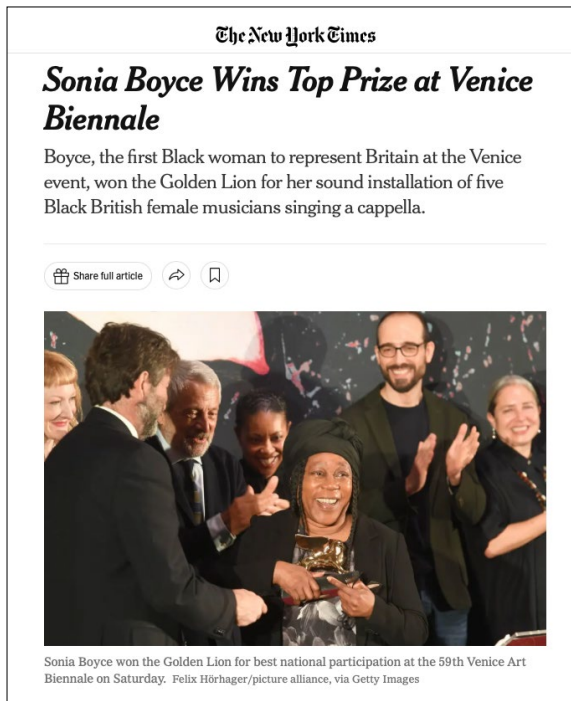 The New York Times
Sonia Boyce Wins Top Prize at Venice
Biennale
Boyce, the first Black woman to represent Britain at the Venice
event, won the Golden Lion for her sound installation of five
Black British female musicians singing a cappella.
Share full article
Sonia Boyce won the Golden Lion for best national participation at the 59th Venice Art
Biennale on Saturday. Felix Hörhager/picture alliance, via Getty Images